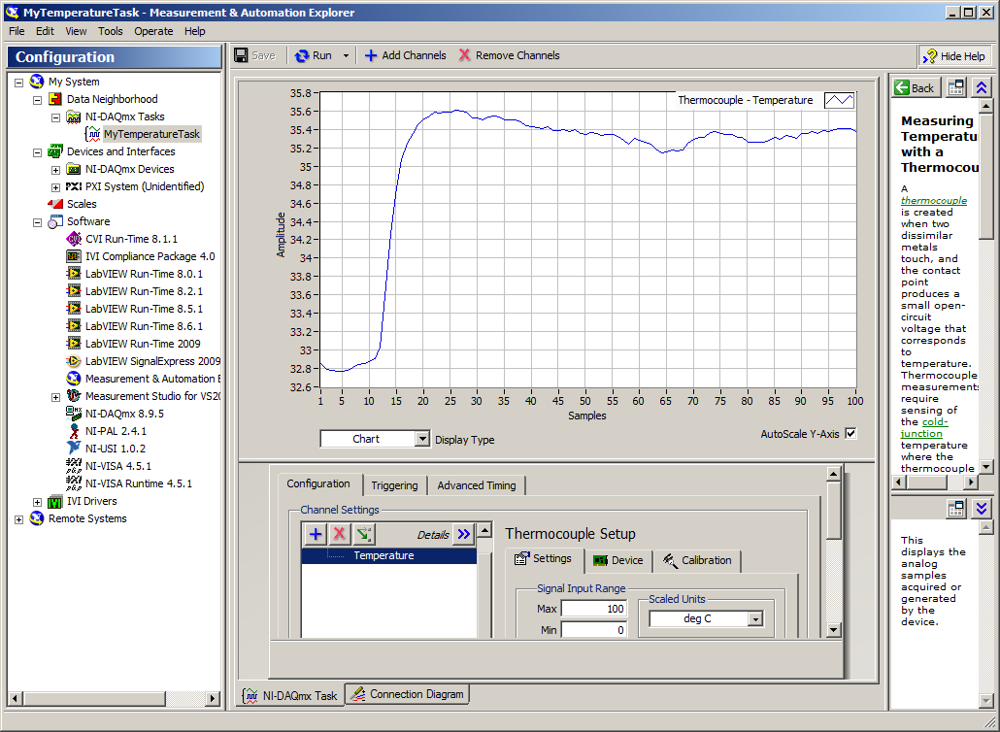 MyTemperatureTask - Measurement & Automation Explorer
File Edit View Tools Operate Help
Configuration
My System
Data Neighborhood
NI-DAQmx Tasks
MyTemperatureTask
Devices and Interfaces
NI-DAQmx Devices
PXI PXI System (Unidentified)
Scales
Software
CVI Run-Time 8.1.1
IVI Compliance Package 4.0
LabVIEW Run-Time 8.0.1
LabVIEW Run-Time 8.2.1
LabVIEW Run-Time 8.5.1
LabVIEW Run-Time 8.6.1
LabVIEW Run-Time 2009
LabVIEW SignalExpress 2009
Measurement & Automation E
Measurement Studio for VS20
NI-DAQmx 8.9.5
NI-PAL 2.4.1
NI-USI 1.0.2
NI-VISA 4.5.1
NI-VISA Runtime 4.5.1
IVI Drivers
Remote Systems
Save Run Add Channels Remove Channels
Hide Help
Thermocouple - Temperature
Amplitude
35.8
35.6
35.4
35.2
35
34.8
34.6
34.4
34.2
34
33.8
33.6
33.4
33.2
33
32.8
32.6
1 5 10 15 20 25 30 35 40 45 50 55 60 65 70 75 80 85 90 95 100
Samples
Chart Display Type
AutoScale Y-Axis
Configuration Triggering Advanced Timing
Channel Settings
Details
Temperature
Thermocouple Setup
Settings Device Calibration
Signal Input Range
Max 100
Min 0
Scaled Units
deg C
NI-DAQmx Task Connection Diagram
Back
Measuring
Temperatu
with a
Thermocou
A
thermocouple
is created
when two
dissimilar
metals
touch, and
the contact
point
produces a
small open-
circuit
voltage that
corresponds
to
temperature.
Thermocouple
measurements
require
sensing of
the cold-
junction
temperature
where the
thermocouple
This
displays the
analog
samples
acquired or
generated
by the
device.